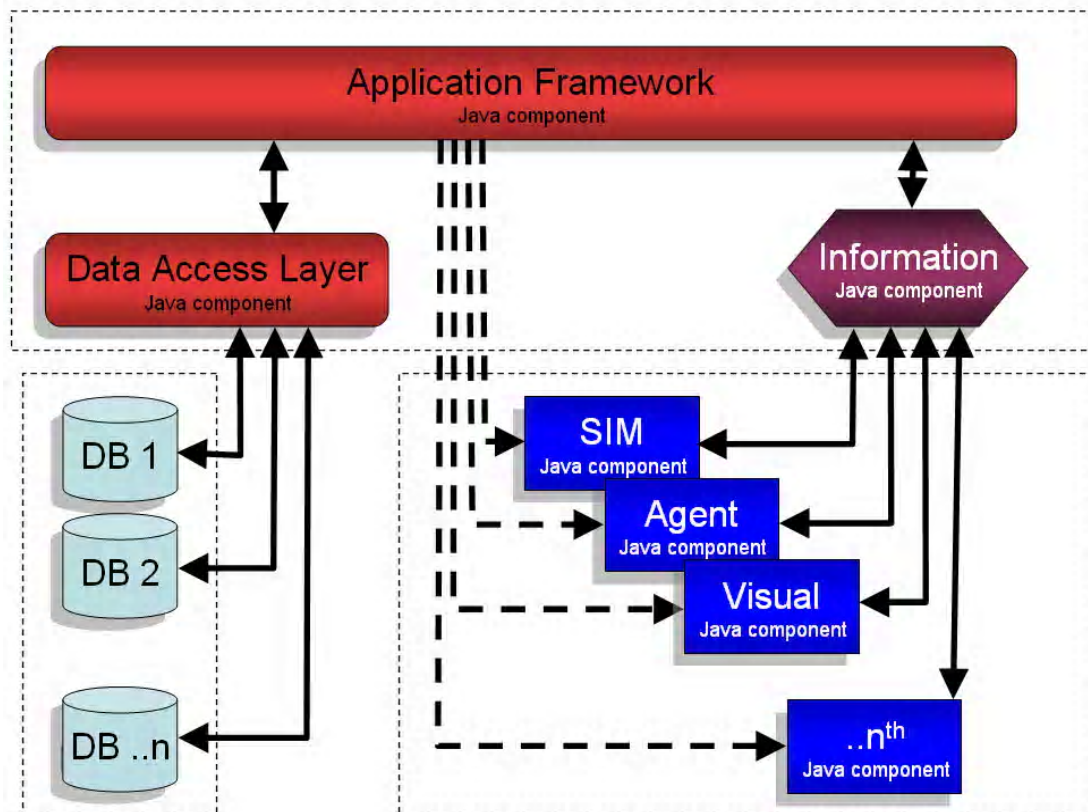 Application Framework
Java component
Data Access Layer
Java component
Information
Java component
DB 1
DB 2
DB ..n
SIM
Java component
Agent
Java component
Visual
Java component
..nth
Java component